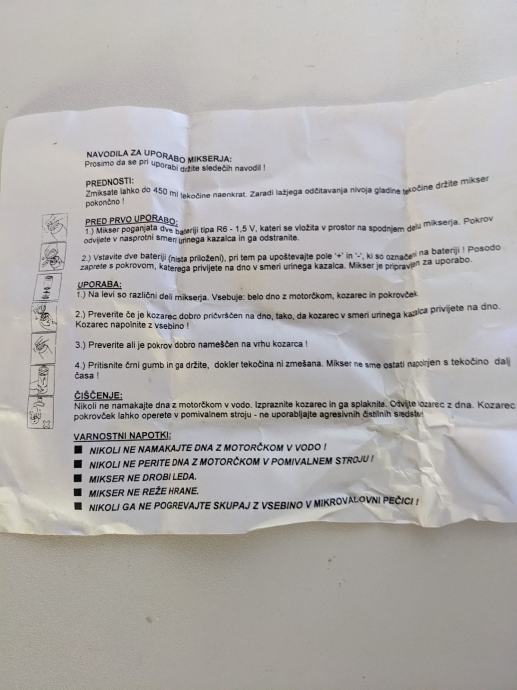 NAVODILA ZA UPORABO MIKSERJA:
Prosimo da se pri uporabi držite sledečih navodil !
PREDNOSTI:
Zmiksate lahko do 450 ml tekočine naenkrat. Zaradi lažjega odčitavanja nivoja gladine tekočine držite mikser
pokončno !
PRED PRVO UPORABO:
1.) Mikser poganjata dve bateriji tipa R6 - 1,5 V, kateri se vložita v prostor na spodnjem delu mikserja. Pokrov
odvijete v nasprotni smeri urinega kazalca in ga odstranite.
2.) Vstavite dve bateriji (nista priloženi), pri tem pa upoštevajte pole '+' in '-', ki so označeni na bateriji ! Posodo
zaprete s pokrovom, katerega privijete na dno v smeri urinega kazalca. Mikser je pripravljen za uporabo.
UPORABA:
1.) Na levi so različni deli mikserja. Vsebuje: belo dno z motorčkom, kozarec in pokrovček
2.) Preverite če je kozarec dobro pričvrščen na dno, tako, da kozarec v smeri urinega kazalca privijete na dno.
Kozarec napolnite z vsebino !
3.) Preverite ali je pokrov dobro nameščen na vrhu kozarca !
4.) Pritisnite črni gumb in ga držite, dokler tekočina ni zmešana. Mikser ne sme ostati napolnjen s tekočino dalj
časa !
ČIŠČENJE:
Nikoli ne namakajte dna z motorčkom v vodo. Izpraznite kozarec in ga splaknite. Odvijte kozarec z dna. Kozarec
pokrovček lahko operete v pomivalnem stroju - ne uporabljajte agresivnih čistilnih sredstev
VARNOSTNI NAPOTKI:
■ NIKOLI NE NAMAKAJTE DNA Z MOTORČKOM V VODO !
■ NIKOLI NE PERITE DNA Z MOTORČKOM V POMIVALNEM STROJU !
■ MIKSER NE DROBI LEDA.
■ MIKSER NE REŽE HRANE.
■ NIKOLI GA NE POGREVAJTE SKUPAJ Z VSEBINO V MIKROVALOVNI PEČICI !